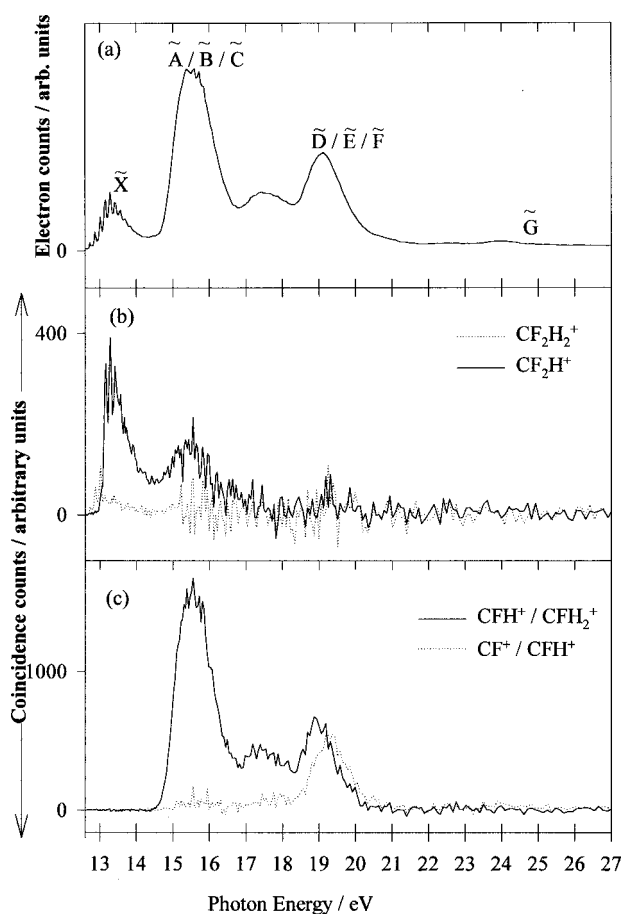 (a)
Ã / B̃ / C̃
D̃ / Ẽ / F̃
X̃
G̃
Electron counts / arb. units
0
(b)
400
CF₂H₂⁺
CF₂H⁺
0
Coincidence counts / arbitrary units
(c)
CFH⁺ / CFH₂⁺
CF⁺ / CFH⁺
1000
0
13 14 15 16 17 18 19 20 21 22 23 24 25 26 27
Photon Energy / eV